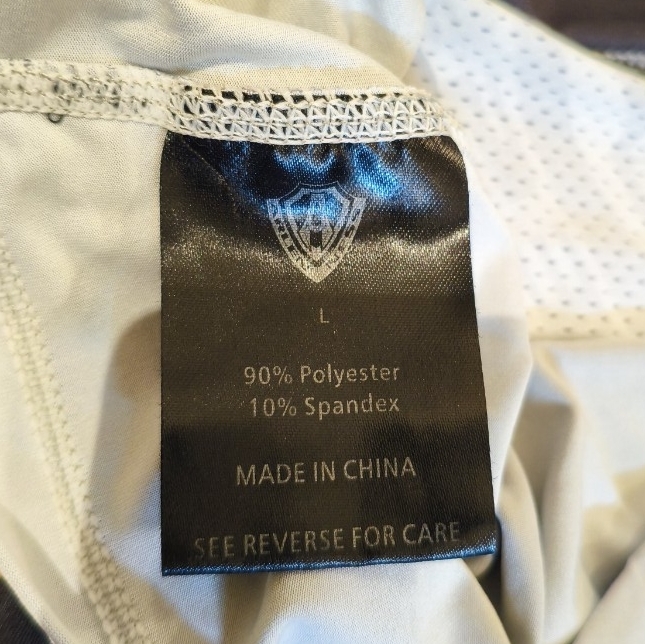 L
90% Polyester
10% Spandex
MADE IN CHINA
SEE REVERSE FOR CARE